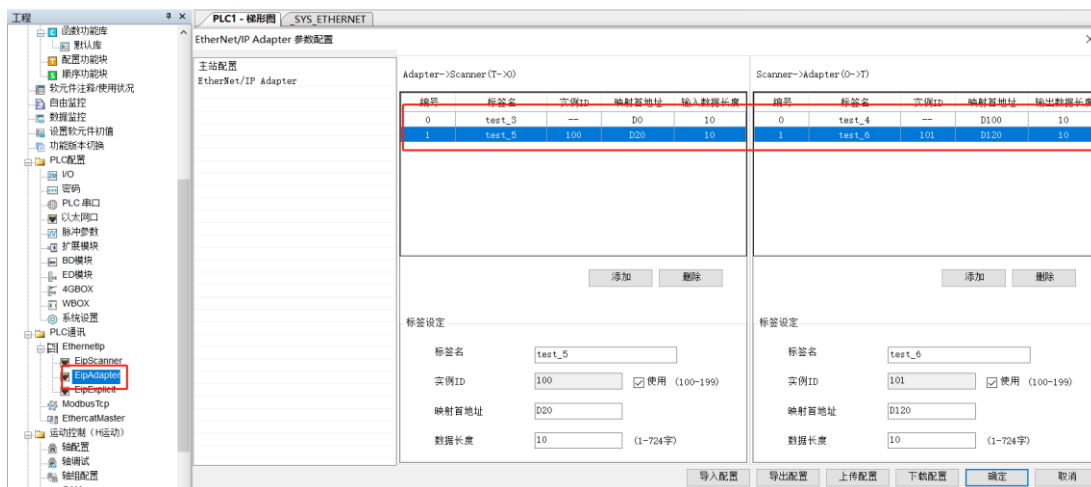 工程
函数功能库
默认库
配置功能块
顺序功能块
软元件注释/使用状况
自由监控
数据监控
设置软元件初值
功能版本切换
PLC配置
I/O
密码
PLC 串口
以太网口
脉冲参数
扩展模块
BD模块
ED模块
4GBOX
WBOX
系统设置
PLC通讯
EthernetIp
EipScanner
EipAdapter
EipExplicit
ModbusTcp
EthercatMaster
运动控制（H运动）
轴配置
轴调试
轴组配置
PLC1 - 梯形图
_SYS_ETHERNET
EtherNet/IP Adapter 参数配置
主站配置
EtherNet/IP Adapter
Adapter->Scanner(T->O)
编号 标签名 实例ID 映射首地址 输入数据长度
0 test_3 -- D0 10
1 test_5 100 D20 10
添加 删除
标签设定
标签名 test_5
实例ID 100 使用 (100-199)
映射首地址 D20
数据长度 10 (1-724字)
Scanner->Adapter(O->T)
编号 标签名 实例ID 映射首地址 输出数据长度
0 test_4 -- D100 10
1 test_6 101 D120 10
添加 删除
标签设定
标签名 test_6
实例ID 101 使用 (100-199)
映射首地址 D120
数据长度 10 (1-724字)
导入配置 导出配置 上传配置 下载配置 确定 取消